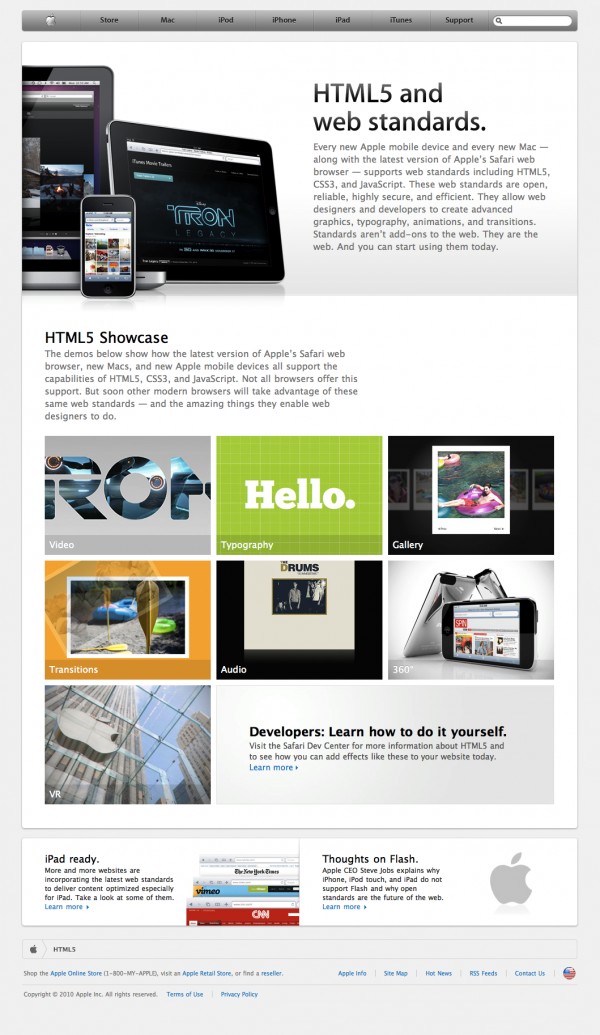 Store Mac iPod iPhone iPad iTunes Support
HTML5 and
web standards.
Every new Apple mobile device and every new Mac —
along with the latest version of Apple’s Safari web
browser — supports web standards including HTML5,
CSS3, and JavaScript. These web standards are open,
reliable, highly secure, and efficient. They allow web
designers and developers to create advanced
graphics, typography, animations, and transitions.
Standards aren’t add-ons to the web. They are the
web. And you can start using them today.
iTunes Movie Trailers
Disney
TRON
LEGACY
HTML5 Showcase
The demos below show how the latest version of Apple’s Safari web
browser, new Macs, and new Apple mobile devices all support the
capabilities of HTML5, CSS3, and JavaScript. Not all browsers offer this
support. But soon other modern browsers will take advantage of these
same web standards — and the amazing things they enable web
designers to do.
RON
Video
Hello.
Typography
Gallery
Transitions
THE
DRUMS
Audio
SPIN
360°
VR
Developers: Learn how to do it yourself.
Visit the Safari Dev Center for more information about HTML5 and
to see how you can add effects like these to your website today.
Learn more
iPad ready.
More and more websites are
incorporating the latest web standards
to deliver content optimized especially
for iPad. Take a look at some of them.
Learn more
The New York Times
vimeo
CNN
Thoughts on Flash.
Apple CEO Steve Jobs explains why
iPhone, iPod touch, and iPad do not
support Flash and why open
standards are the future of the web.
Learn more
HTML5
Shop the Apple Online Store (1-800-MY-APPLE), visit an Apple Retail Store, or find a reseller.
Apple Info Site Map Hot News RSS Feeds Contact Us
Copyright © 2010 Apple Inc. All rights reserved. Terms of Use Privacy Policy